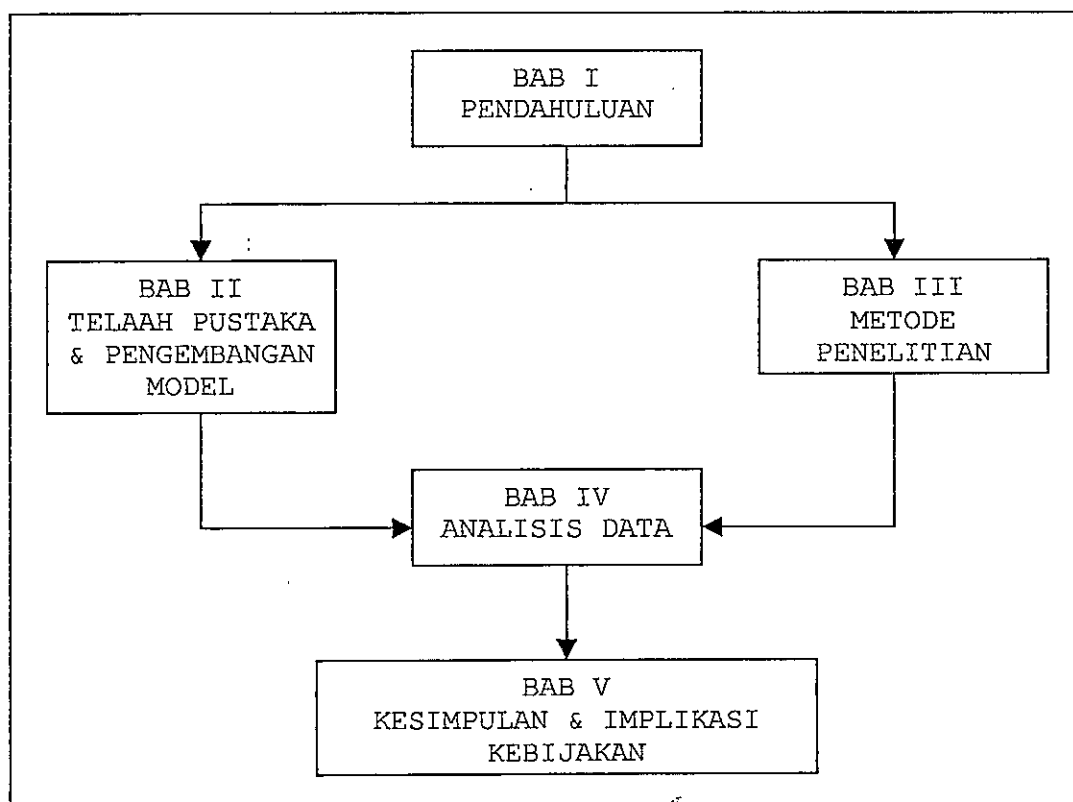 BAB I
PENDAHULUAN
BAB II
TELAAH PUSTAKA
& PENGEMBANGAN
MODEL
BAB III
METODE
PENELITIAN
BAB IV
ANALISIS DATA
BAB V
KESIMPULAN & IMPLIKASI
KEBIJAKAN